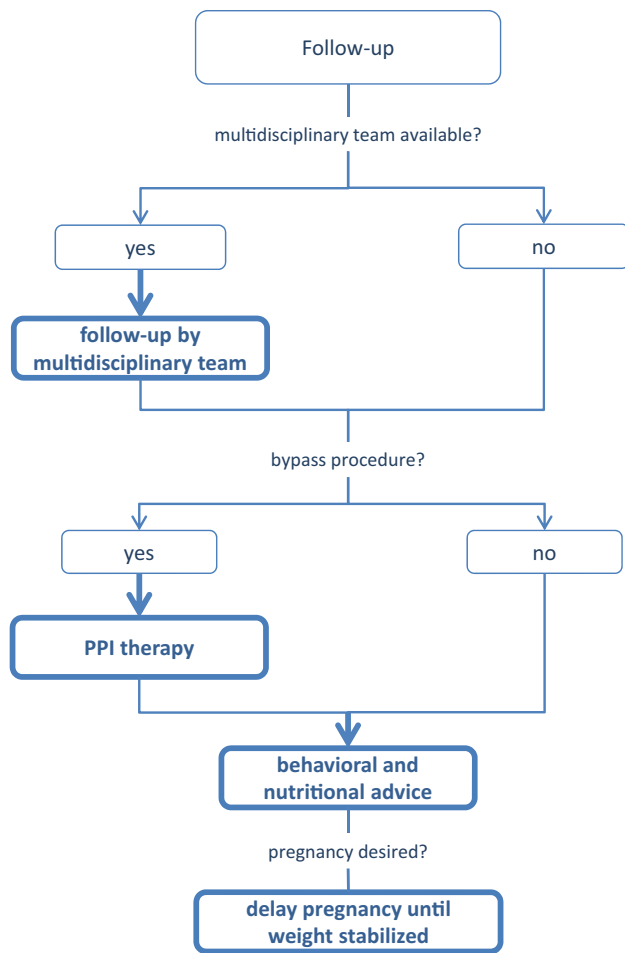 Follow-up
multidisciplinary team available?
yes
no
follow-up by
multidisciplinary team
bypass procedure?
yes
no
PPI therapy
behavioral and
nutritional advice
pregnancy desired?
delay pregnancy until
weight stabilized